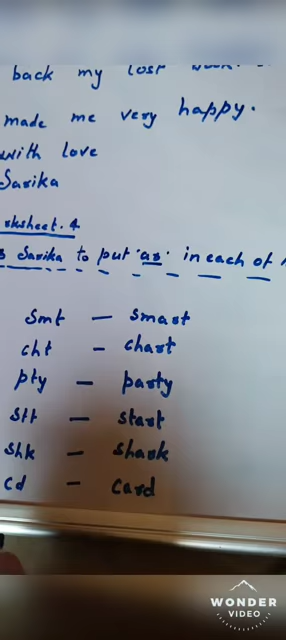 back my lost
made me very happy.
with love
Sarika
rksheet. 4
Sarika to put 'ar' in each of
smt – smart
cht – chart
pty – party
stt – start
shk – shark
cd – card
WONDER
VIDEO